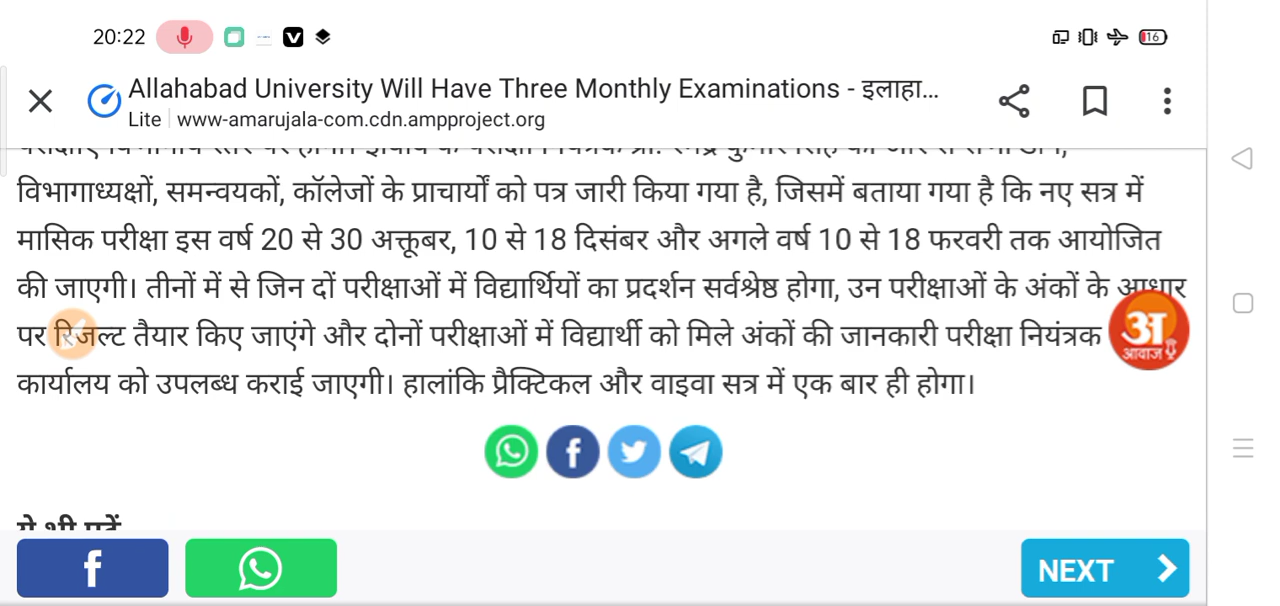 20:22
16
Allahabad University Will Have Three Monthly Examinations - इलाहा...
Lite www-amarujala-com.cdn.ampproject.org
विभागाध्यक्षों, समन्वयकों, कॉलेजों के प्राचार्यों को पत्र जारी किया गया है, जिसमें बताया गया है कि नए सत्र में
मासिक परीक्षा इस वर्ष 20 से 30 अक्तूबर, 10 से 18 दिसंबर और अगले वर्ष 10 से 18 फरवरी तक आयोजित
की जाएगी। तीनों में से जिन दों परीक्षाओं में विद्यार्थियों का प्रदर्शन सर्वश्रेष्ठ होगा, उन परीक्षाओं के अंकों के आधार
पर रिजल्ट तैयार किए जाएंगे और दोनों परीक्षाओं में विद्यार्थी को मिले अंकों की जानकारी परीक्षा नियंत्रक
अ
आवाज
कार्यालय को उपलब्ध कराई जाएगी। हालांकि प्रैक्टिकल और वाइवा सत्र में एक बार ही होगा।
ये भी पढ़ें
NEXT